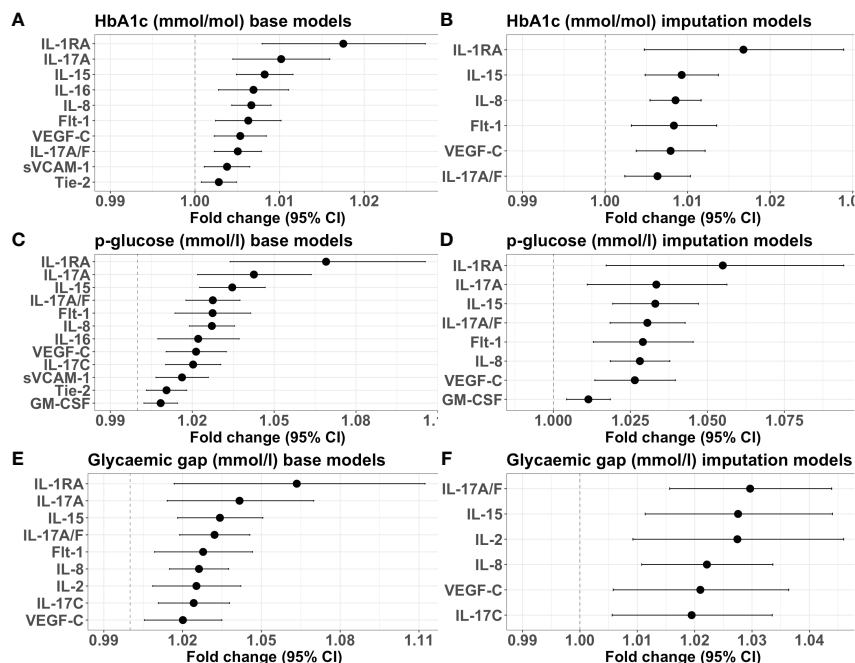 A HbA1c (mmol/mol) base models
IL-1RA
IL-17A
IL-15
IL-16
IL-8
Flt-1
VEGF-C
IL-17A/F
sVCAM-1
Tie-2
0.99 1.00 1.01 1.02
Fold change (95% CI)
B HbA1c (mmol/mol) imputation models
IL-1RA
IL-15
IL-8
Flt-1
VEGF-C
IL-17A/F
0.99 1.00 1.01 1.02 1.0
Fold change (95% CI)
C p-glucose (mmol/l) base models
IL-1RA
IL-17A
IL-15
IL-17A/F
Flt-1
IL-8
IL-16
VEGF-C
IL-17C
sVCAM-1
Tie-2
GM-CSF
0.99 1.02 1.05 1.08 1.
Fold change (95% CI)
D p-glucose (mmol/l) imputation models
IL-1RA
IL-17A
IL-15
IL-17A/F
Flt-1
IL-8
VEGF-C
GM-CSF
1.000 1.025 1.050 1.075
Fold change (95% CI)
E Glycaemic gap (mmol/l) base models
IL-1RA
IL-17A
IL-15
IL-17A/F
Flt-1
IL-8
IL-2
IL-17C
VEGF-C
0.99 1.02 1.05 1.08 1.11
Fold change (95% CI)
F Glycaemic gap (mmol/l) imputation models
IL-17A/F
IL-15
IL-2
IL-8
VEGF-C
IL-17C
0.99 1.00 1.01 1.02 1.03 1.04
Fold change (95% CI)